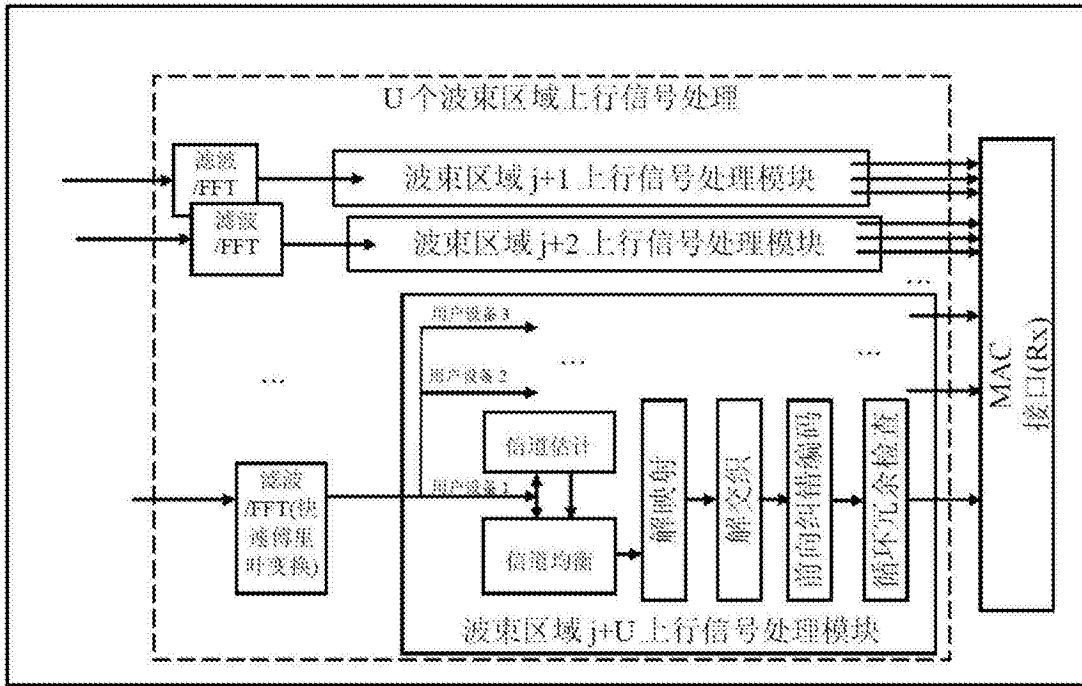 U 个波束区域上行信号处理
滤波
/FFT
波束区域 j+1 上行信号处理模块
滤波
/FFT
波束区域 j+2 上行信号处理模块
…
用户设备 3
…
…
…
用户设备 2
信道估计
用户设备 1
滤波
/FFT(快
速傅里
叶变换)
信道均衡
解映射
解交织
前向纠错编码
循环冗余检查
波束区域 j+U 上行信号处理模块
MAC
接口(Rx)